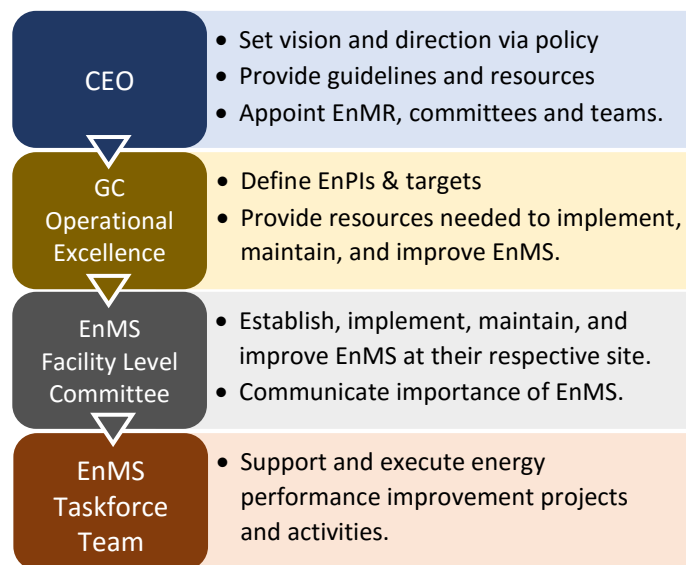 CEO
• Set vision and direction via policy
• Provide guidelines and resources
• Appoint EnMR, committees and teams.
GC
Operational
Excellence
• Define EnPIs & targets
• Provide resources needed to implement,
maintain, and improve EnMS.
EnMS
Facility Level
Committee
• Establish, implement, maintain, and
improve EnMS at their respective site.
• Communicate importance of EnMS.
EnMS
Taskforce
Team
• Support and execute energy
performance improvement projects
and activities.